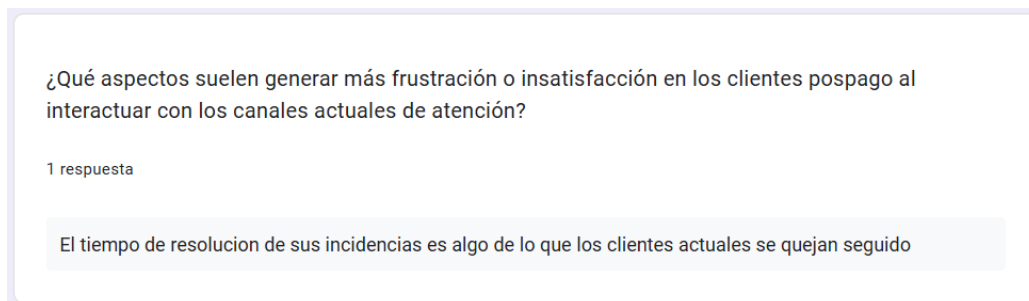 ¿Qué aspectos suelen generar más frustración o insatisfacción en los clientes pospago al
interactuar con los canales actuales de atención?
1 respuesta
El tiempo de resolucion de sus incidencias es algo de lo que los clientes actuales se quejan seguido